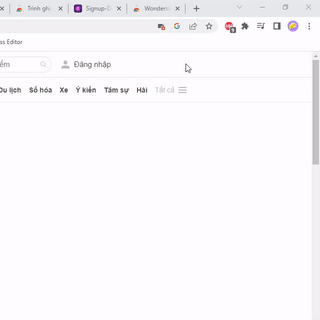 Trình ghi
Signup-D
Wonders
ss Editor
ếm
Đăng nhập
Du lịch Số hóa Xe Ý kiến Tâm sự Hài Tất cả